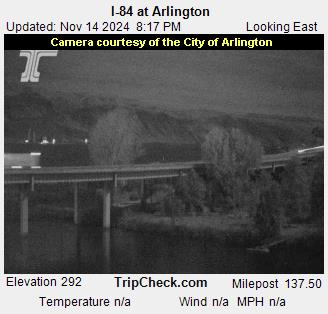 I-84 at Arlington
Updated: Nov 14 2024 8:17 PM Looking East
Camera courtesy of the City of Arlington
Elevation 292 TripCheck.com Milepost 137.50
Temperature n/a Wind n/a MPH n/a